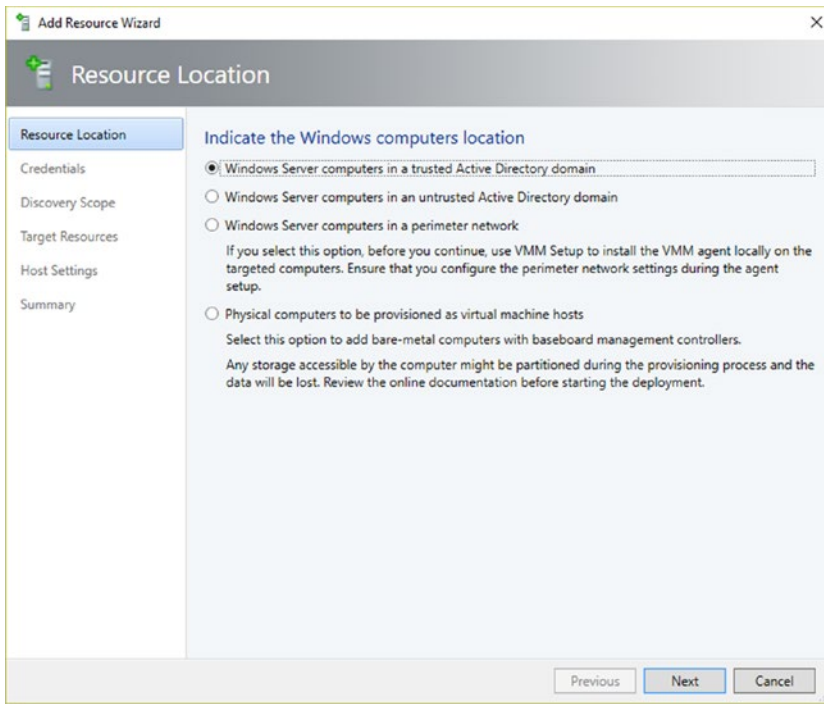 Add Resource Wizard
Resource Location
Resource Location
Credentials
Discovery Scope
Target Resources
Host Settings
Summary
Indicate the Windows computers location
Windows Server computers in a trusted Active Directory domain
Windows Server computers in an untrusted Active Directory domain
Windows Server computers in a perimeter network
If you select this option, before you continue, use VMM Setup to install the VMM agent locally on the
targeted computers. Ensure that you configure the perimeter network settings during the agent
setup.
Physical computers to be provisioned as virtual machine hosts
Select this option to add bare-metal computers with baseboard management controllers.
Any storage accessible by the computer might be partitioned during the provisioning process and the
data will be lost. Review the online documentation before starting the deployment.
Previous
Next
Cancel